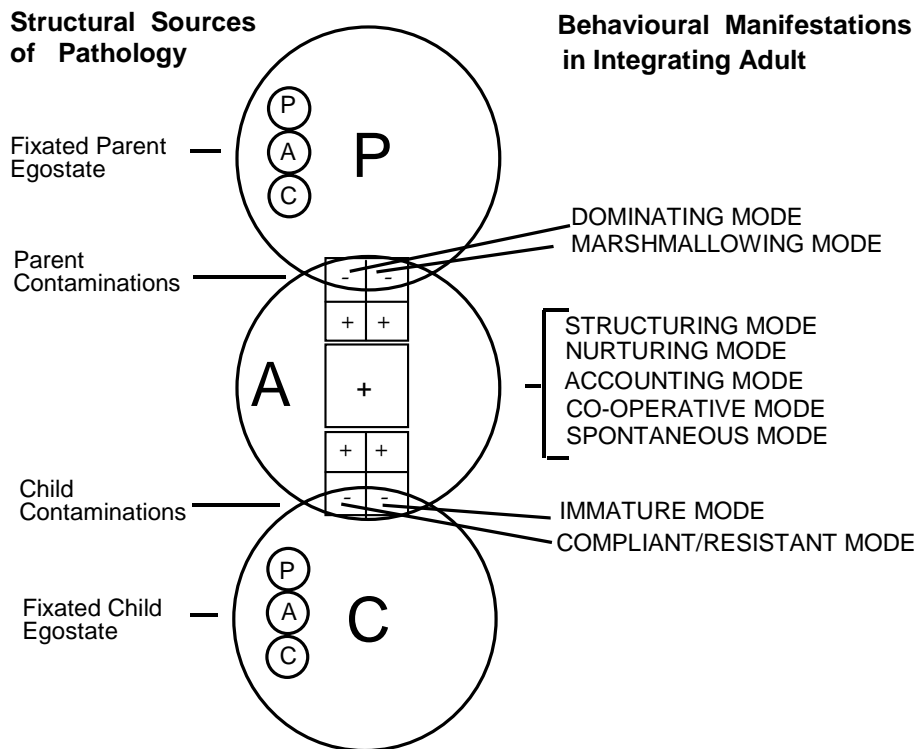 Structural Sources
of Pathology
Behavioural Manifestations
in Integrating Adult
P
A
C
P
Fixated Parent
Egostate
DOMINATING MODE
MARSHMALLOWING MODE
Parent
Contaminations
- -
+ +
A
+
STRUCTURING MODE
NURTURING MODE
ACCOUNTING MODE
CO-OPERATIVE MODE
SPONTANEOUS MODE
+ +
- -
Child
Contaminations
IMMATURE MODE
COMPLIANT/RESISTANT MODE
P
A
C
C
Fixated Child
Egostate